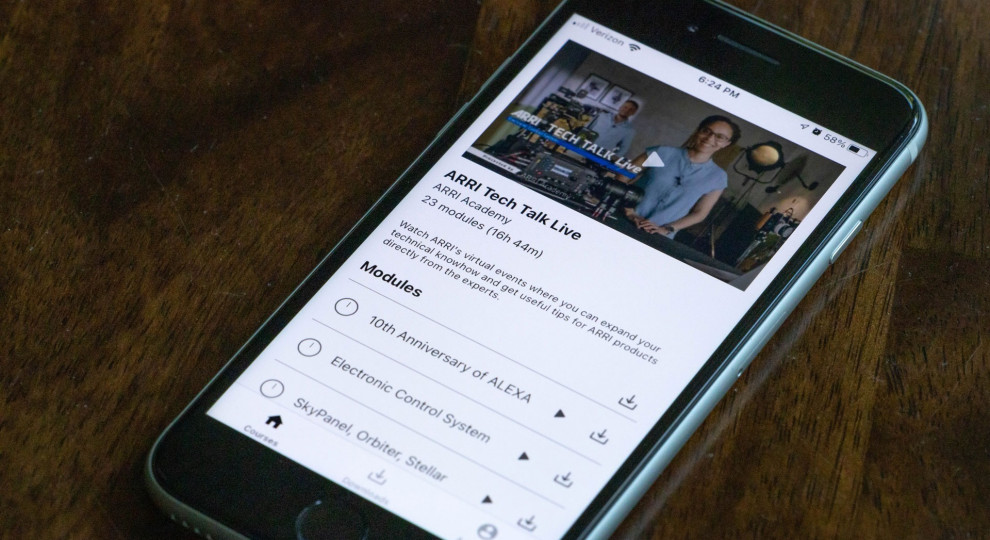 Verizon
6:24 PM
58%
ARRI TECH TALK Live
ARRI Tech Talk Live
ARRI Academy
23 modules (16h 44m)
Watch ARRI's virtual events where you can expand your
technical knowhow and get useful tips for ARRI products
directly from the experts.
Modules
10th Anniversary of ALEXA
Electronic Control System
SkyPanel, Orbiter, Stellar
Courses
Downloads